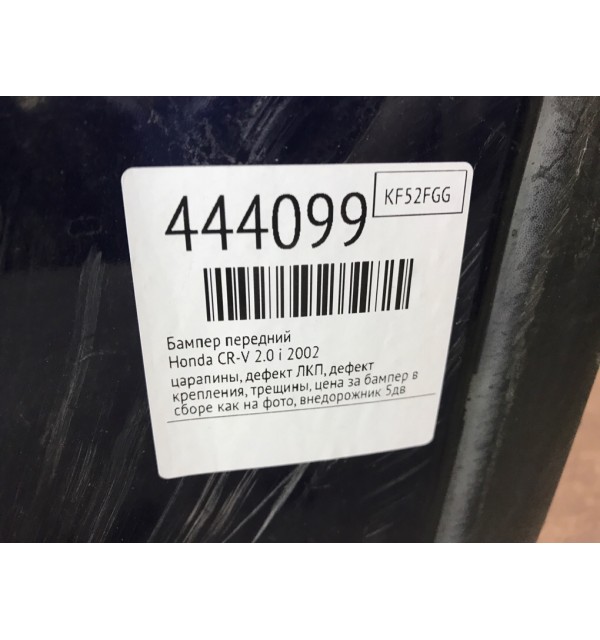 444099
KF52FGG
Бампер передний
Honda CR-V 2.0 i 2002
царапины, дефект ЛКП, дефект
крепления, трещины, цена за бампер в
сборе как на фото, внедорожник 5дв